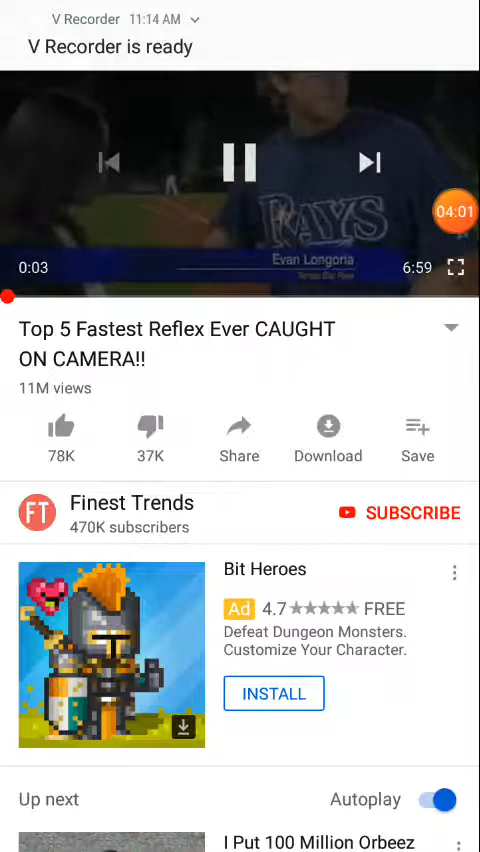 V Recorder 11:14 AM
V Recorder is ready
RAYS
04:01
Evan Longoria
0:03
6:59
Top 5 Fastest Reflex Ever CAUGHT
ON CAMERA!!
11M views
78K
37K
Share
Download
Save
FT
Finest Trends
470K subscribers
SUBSCRIBE
Bit Heroes
Ad 4.7 FREE
Defeat Dungeon Monsters.
Customize Your Character.
INSTALL
Up next
Autoplay
I Put 100 Million Orbeez